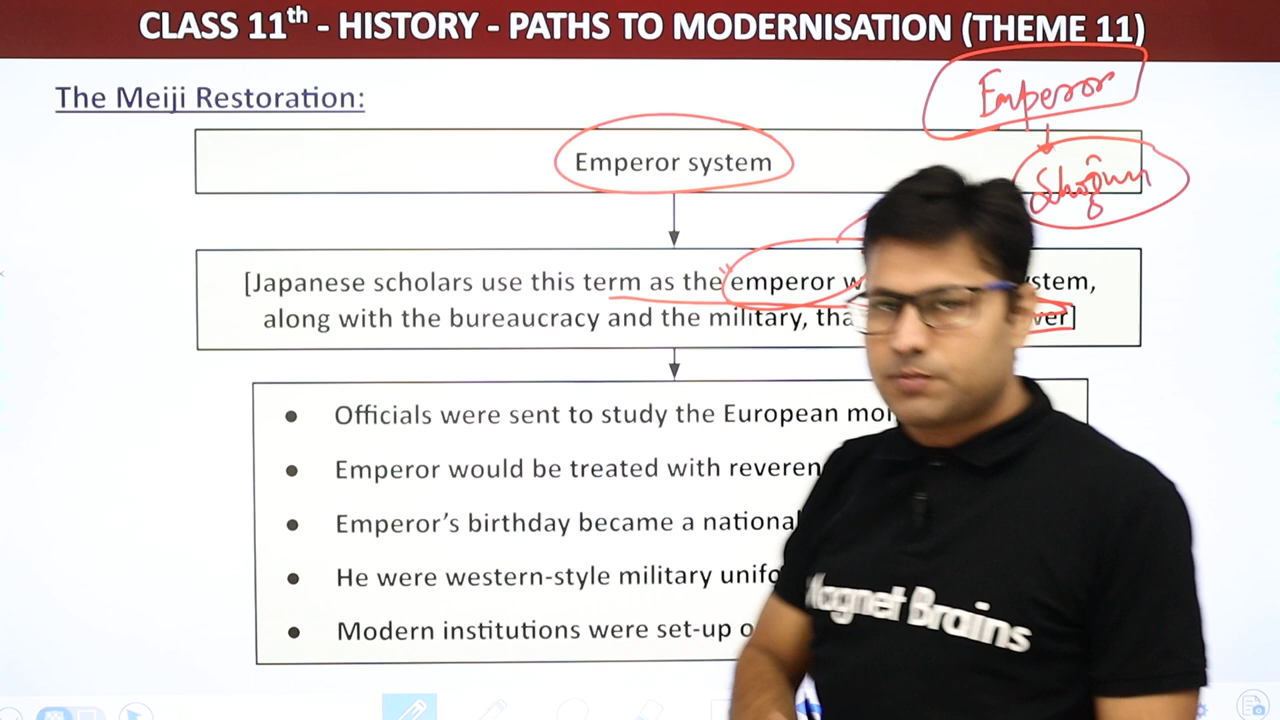 CLASS 11th - HISTORY - PATHS TO MODERNISATION (THEME 11)
Emperor
The Meiji Restoration:
Emperor system
Shogun
[Japanese scholars use this term as the emperor w
stem,
along with the bureaucracy and the military, tha
ver]
Officials were sent to study the European mo
Emperor would be treated with reveren
Emperor's birthday became a national
He were western-style military unifo
Modern institutions were set-up o
Magnet Brains